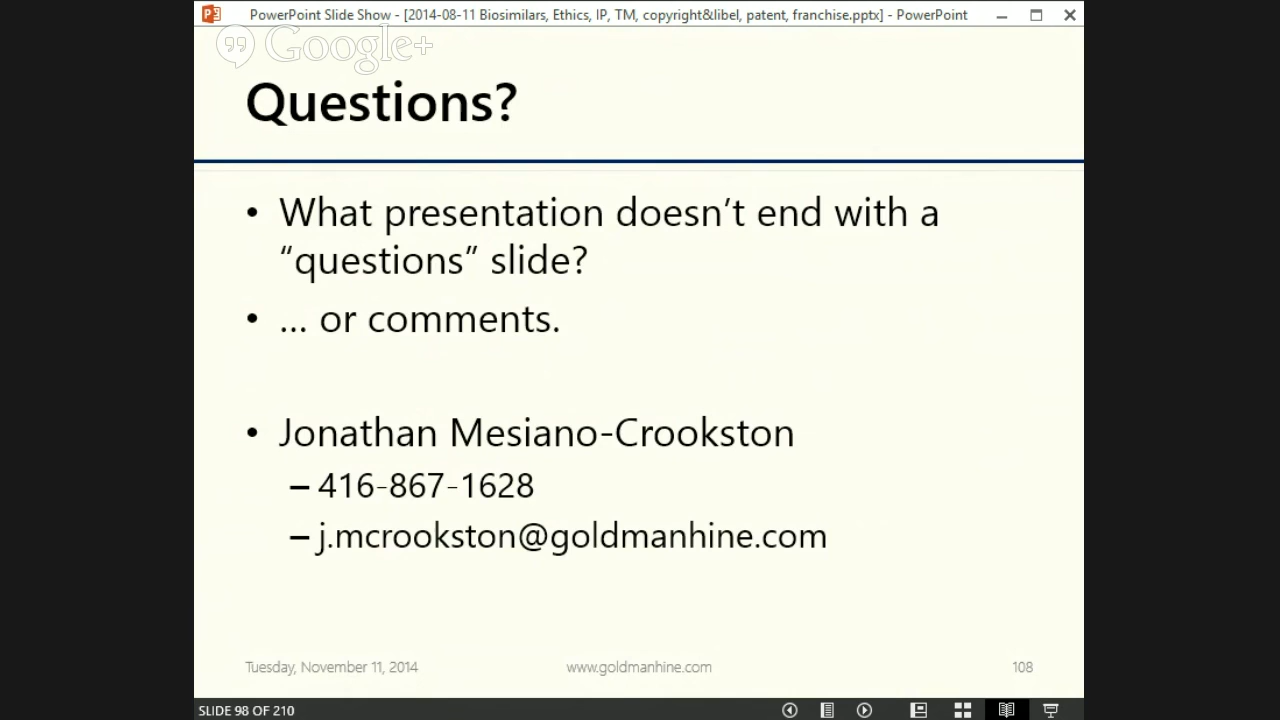 PowerPoint Slide Show - [2014-08-11 Biosimilars, Ethics, IP, TM, copyright&libel, patent, franchise.pptx] - PowerPoint
Google+
Questions?
• What presentation doesn’t end with a
“questions” slide?
• ... or comments.
• Jonathan Mesiano-Crookston
– 416-867-1628
– j.mcrookston@goldmanhine.com
Tuesday, November 11, 2014 www.goldmanhine.com 108
SLIDE 98 OF 210